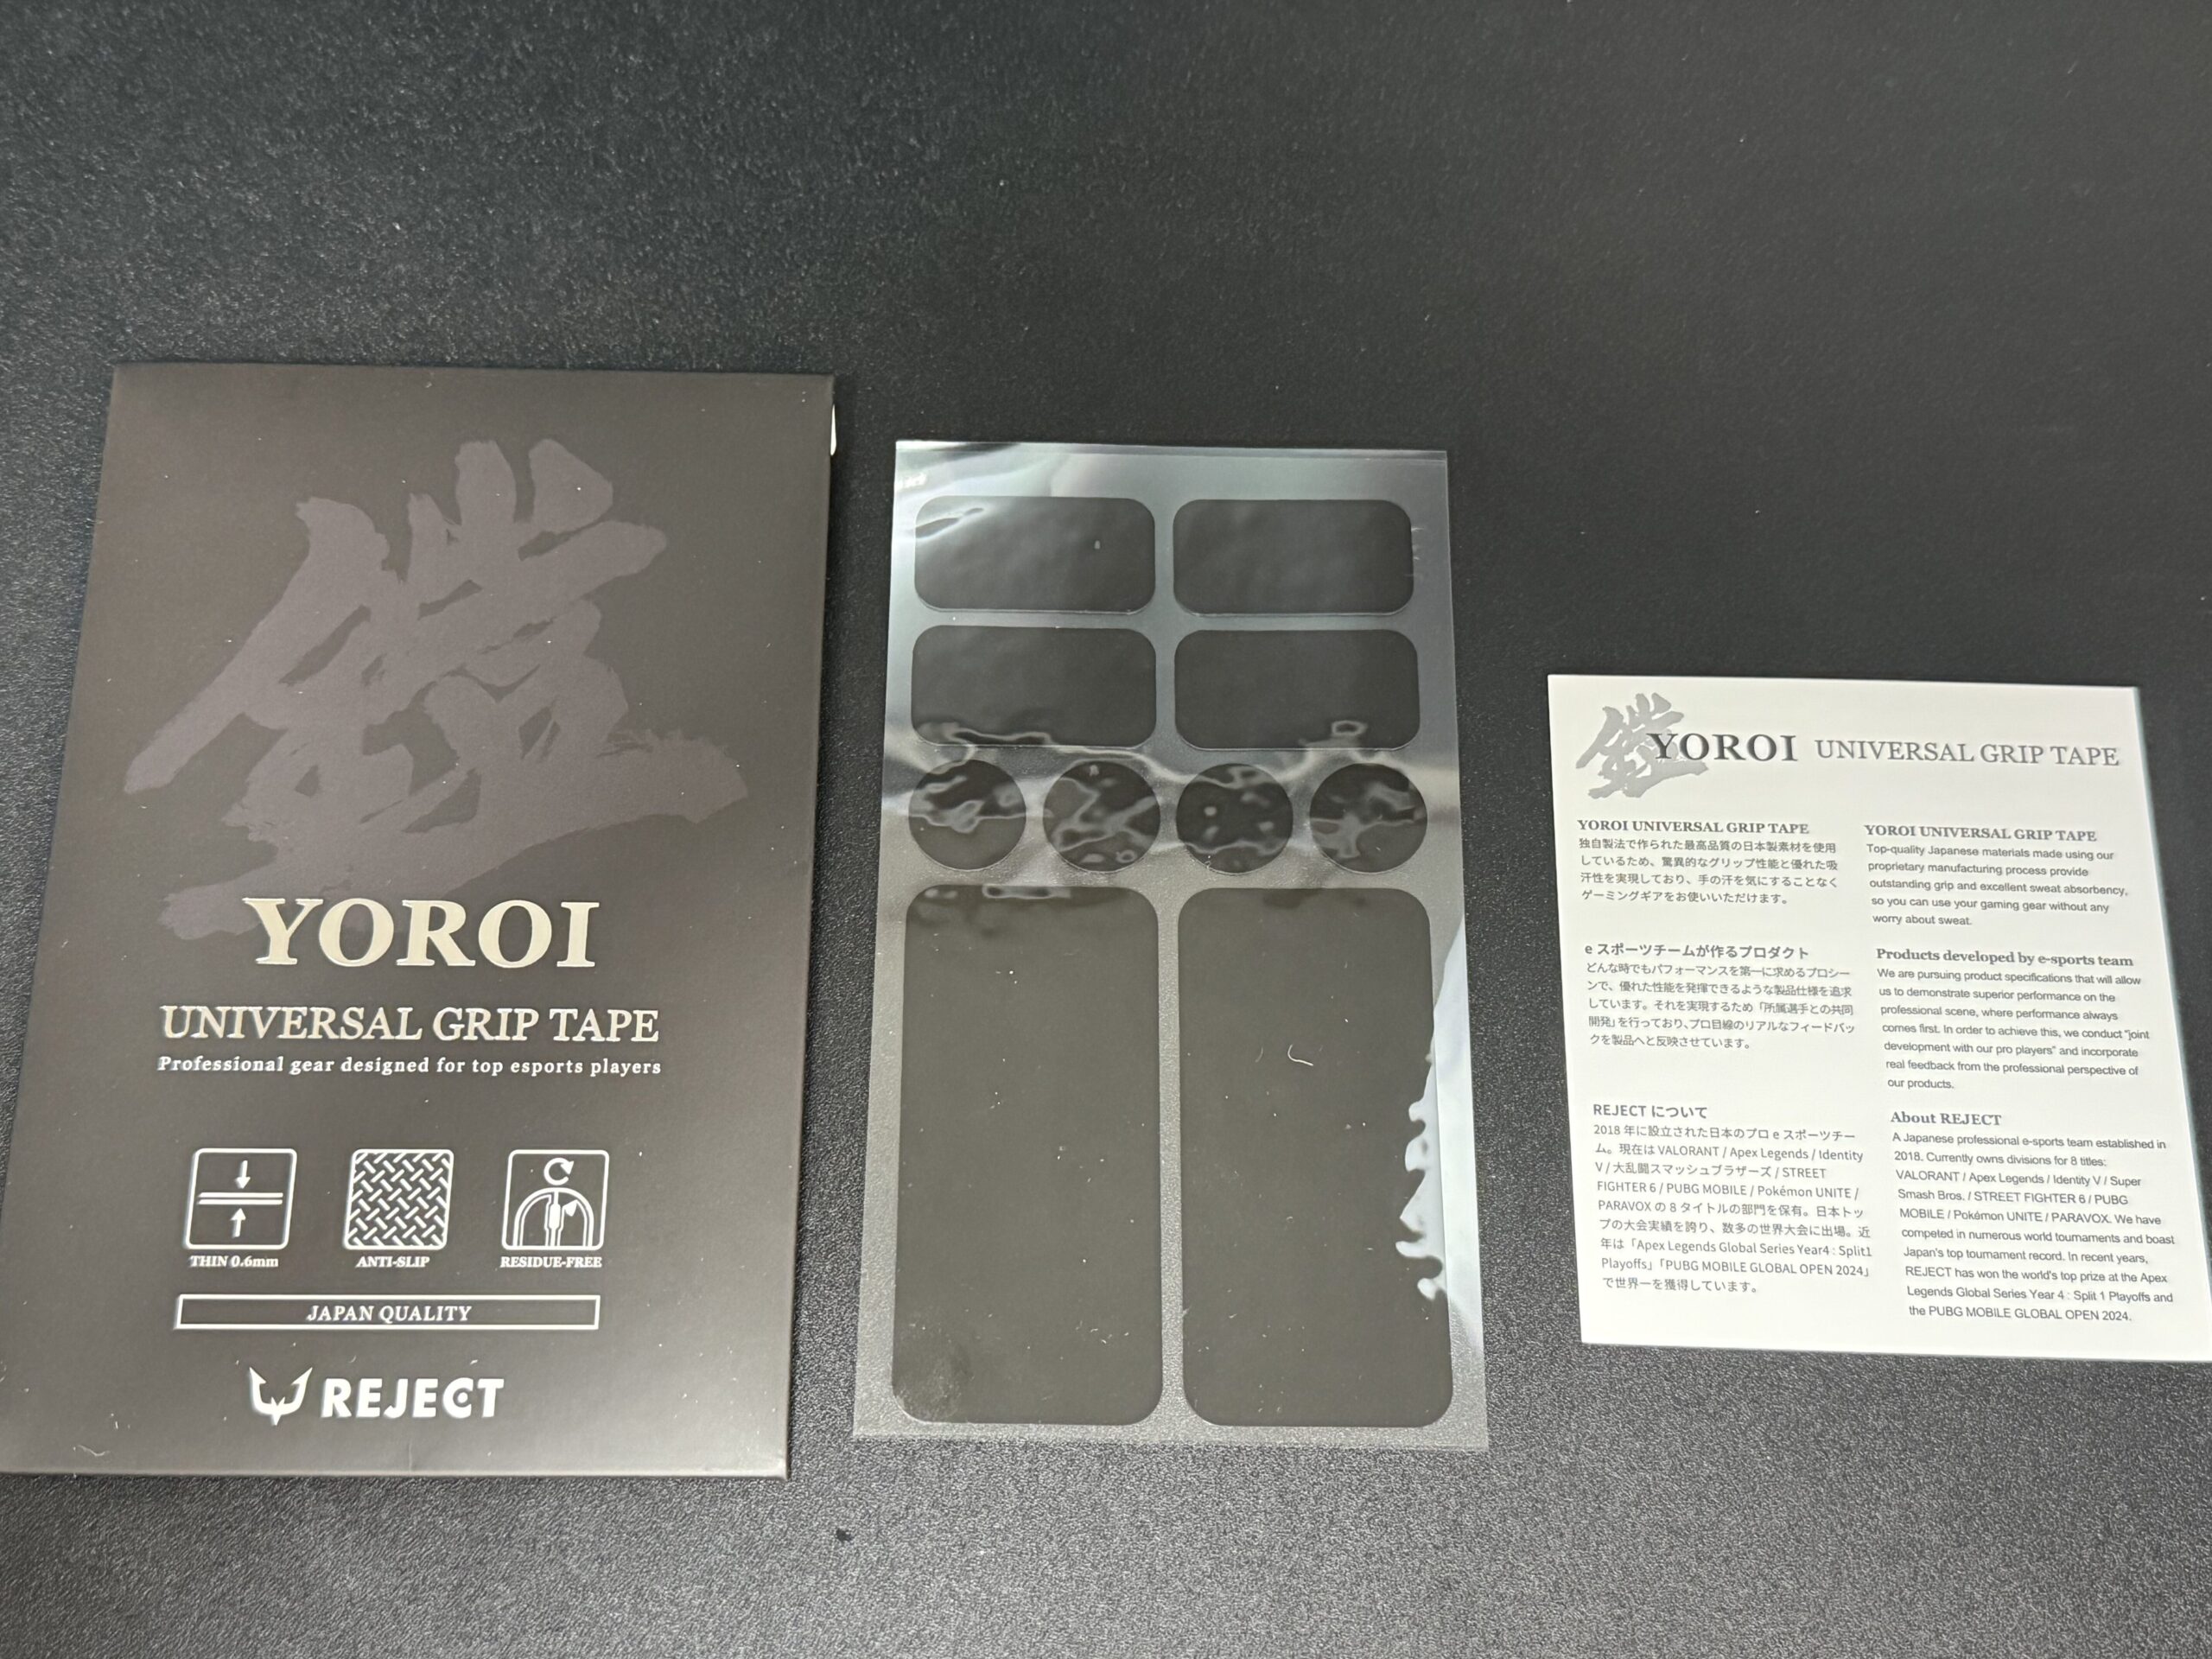 鎧
YOROI
UNIVERSAL GRIP TAPE
Professional gear designed for top esports players
THIN 0.6mm
ANTI-SLIP
RESIDUE-FREE
JAPAN QUALITY
REJECT
鎧
YOROI UNIVERSAL GRIP TAPE
YOROI UNIVERSAL GRIP TAPE
独自製法で作られた最高品質の日本製素材を使用
しているため、驚異的なグリップ性能と優れた吸
汗性を実現しており、手の汗を気にすることなく
ゲーミングギアをお使いいただけます。
e スポーツチームが作るプロダクト
どんな時でもパフォーマンスを第一に求めるプロシー
ンで、優れた性能を発揮できるような製品仕様を追求
しています。それを実現するため「所属選手との共同
開発」を行っており、プロ目線のリアルなフィードバッ
クを製品へと反映させています。
REJECT について
2018 年に設立された日本のプロ e スポーツチー
ム。現在は VALORANT / Apex Legends / Identity
V / 大乱闘スマッシュブラザーズ / STREET
FIGHTER 6 / PUBG MOBILE / Pokémon UNITE /
PARAVOX の 8 タイトルの部門を保有。日本トッ
プの大会実績を誇り、数多の世界大会に出場。近
年は「Apex Legends Global Series Year4 : Split1
Playoffs」「PUBG MOBILE GLOBAL OPEN 2024」
で世界一を獲得しています。
YOROI UNIVERSAL GRIP TAPE
Top-quality Japanese materials made using our
proprietary manufacturing process provide
outstanding grip and excellent sweat absorbency,
so you can use your gaming gear without any
worry about sweat.
Products developed by e-sports team
We are pursuing product specifications that will allow
us to demonstrate superior performance on the
professional scene, where performance always
comes first. In order to achieve this, we conduct "joint
development with our pro players" and incorporate
real feedback from the professional perspective of
our products.
About REJECT
A Japanese professional e-sports team established in
2018. Currently owns divisions for 8 titles:
VALORANT / Apex Legends / Identity V / Super
Smash Bros. / STREET FIGHTER 6 / PUBG
MOBILE / Pokémon UNITE / PARAVOX. We have
competed in numerous world tournaments and boast
Japan's top tournament record. In recent years,
REJECT has won the world's top prize at the Apex
Legends Global Series Year 4 : Split 1 Playoffs and
the PUBG MOBILE GLOBAL OPEN 2024.